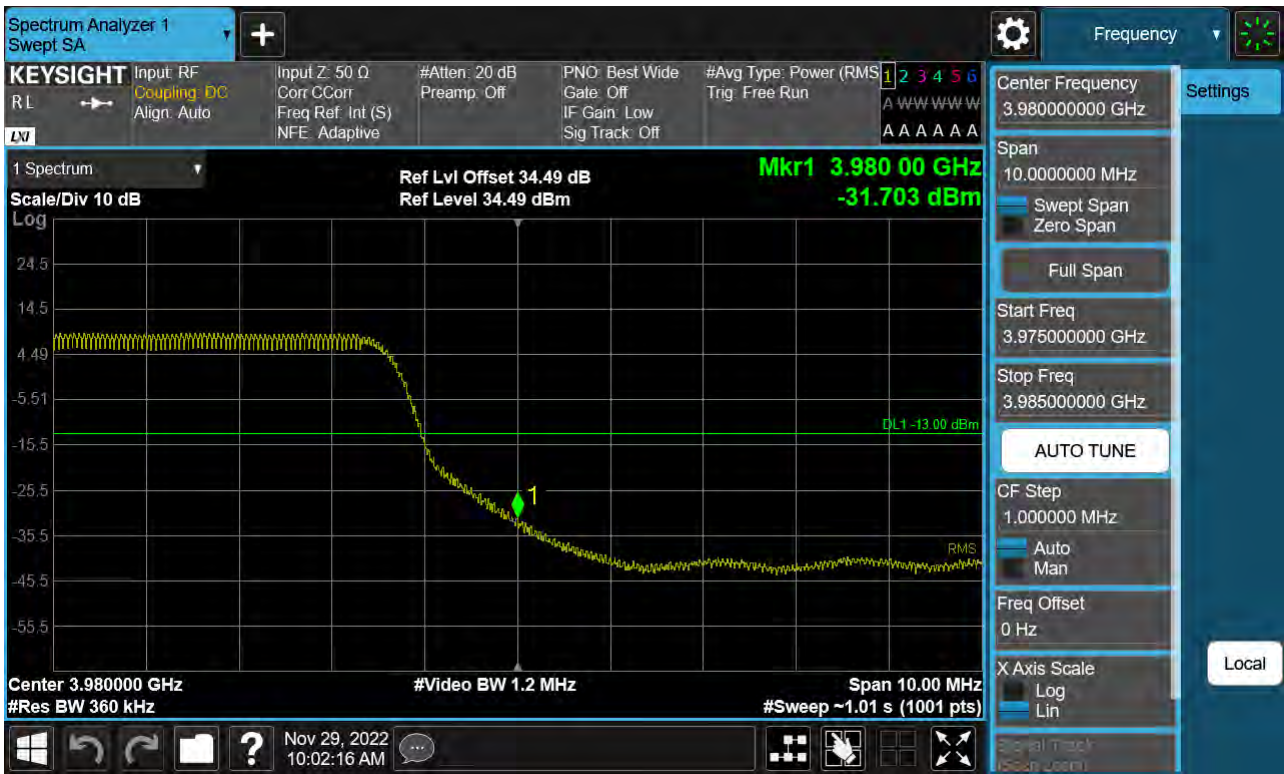 Spectrum Analyzer 1
Swept SA
Frequency
KEYSIGHT
RL
LXI
Input: RF
Coupling: DC
Align: Auto
Input Z: 50 Ω
Corr CCorr
Freq Ref: Int (S)
NFE: Adaptive
#Atten: 20 dB
Preamp: Off
PNO: Best Wide
Gate: Off
IF Gain: Low
Sig Track: Off
#Avg Type: Power (RMS
Trig: Free Run
1 2 3 4 5 6
A W W W W W
A A A A A A
1 Spectrum
Scale/Div 10 dB
Log
Ref Lvl Offset 34.49 dB
Ref Level 34.49 dBm
Mkr1 3.980 00 GHz
-31.703 dBm
24.5
14.5
4.49
-5.51
-15.5
-25.5
-35.5
-45.5
-55.5
DL1 -13.00 dBm
1
RMS
Center 3.980000 GHz
#Res BW 360 kHz
#Video BW 1.2 MHz
Span 10.00 MHz
#Sweep ~1.01 s (1001 pts)
Center Frequency
3.980000000 GHz
Settings
Span
10.0000000 MHz
Swept Span
Zero Span
Full Span
Start Freq
3.975000000 GHz
Stop Freq
3.985000000 GHz
AUTO TUNE
CF Step
1.000000 MHz
Auto
Man
Freq Offset
0 Hz
X Axis Scale
Log
Lin
Local
Signal Track
(Span Zoom)
?
Nov 29, 2022
10:02:16 AM